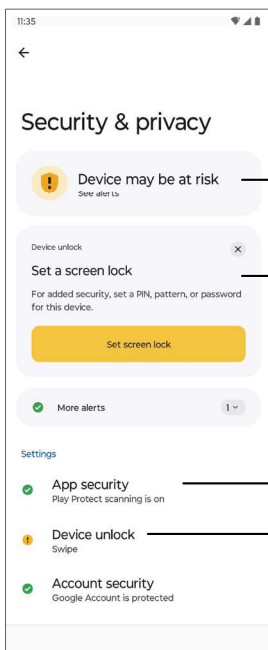 11:35
Security & privacy
Device may be at risk
See alerts
Device unlock
Set a screen lock
For added security, set a PIN, pattern, or password
for this device.
Set screen lock
More alerts
1
Settings
App security
Play Protect scanning is on
Device unlock
Swipe
Account security
Google Account is protected